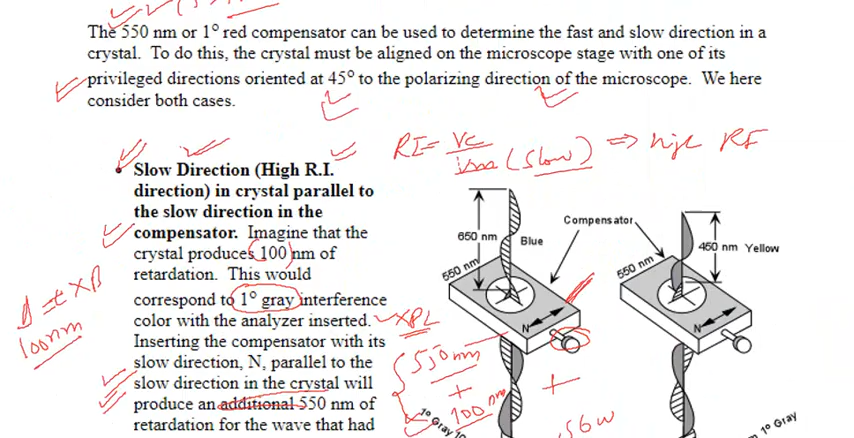 The 550 nm or 1° red compensator can be used to determine the fast and slow direction in a
crystal. To do this, the crystal must be aligned on the microscope stage with one of its
privileged directions oriented at 45° to the polarizing direction of the microscope. We here
consider both cases.
RI = Vc
Vm (slow) ⇒ high RI
• Slow Direction (High R.I.
direction) in crystal parallel to
the slow direction in the
compensator. Imagine that the
crystal produces 100 nm of
retardation. This would
correspond to 1° gray interference
color with the analyzer inserted.
Inserting the compensator with its
slow direction, N, parallel to the
slow direction in the crystal will
produce an additional 550 nm of
retardation for the wave that had
Δ = t × β
100nm
XPL
550 nm
+
100 nm
+
Compensator
650 nm
Blue
550 nm
N
1° Gray
450 nm Yellow
550 nm
N
1° Gray